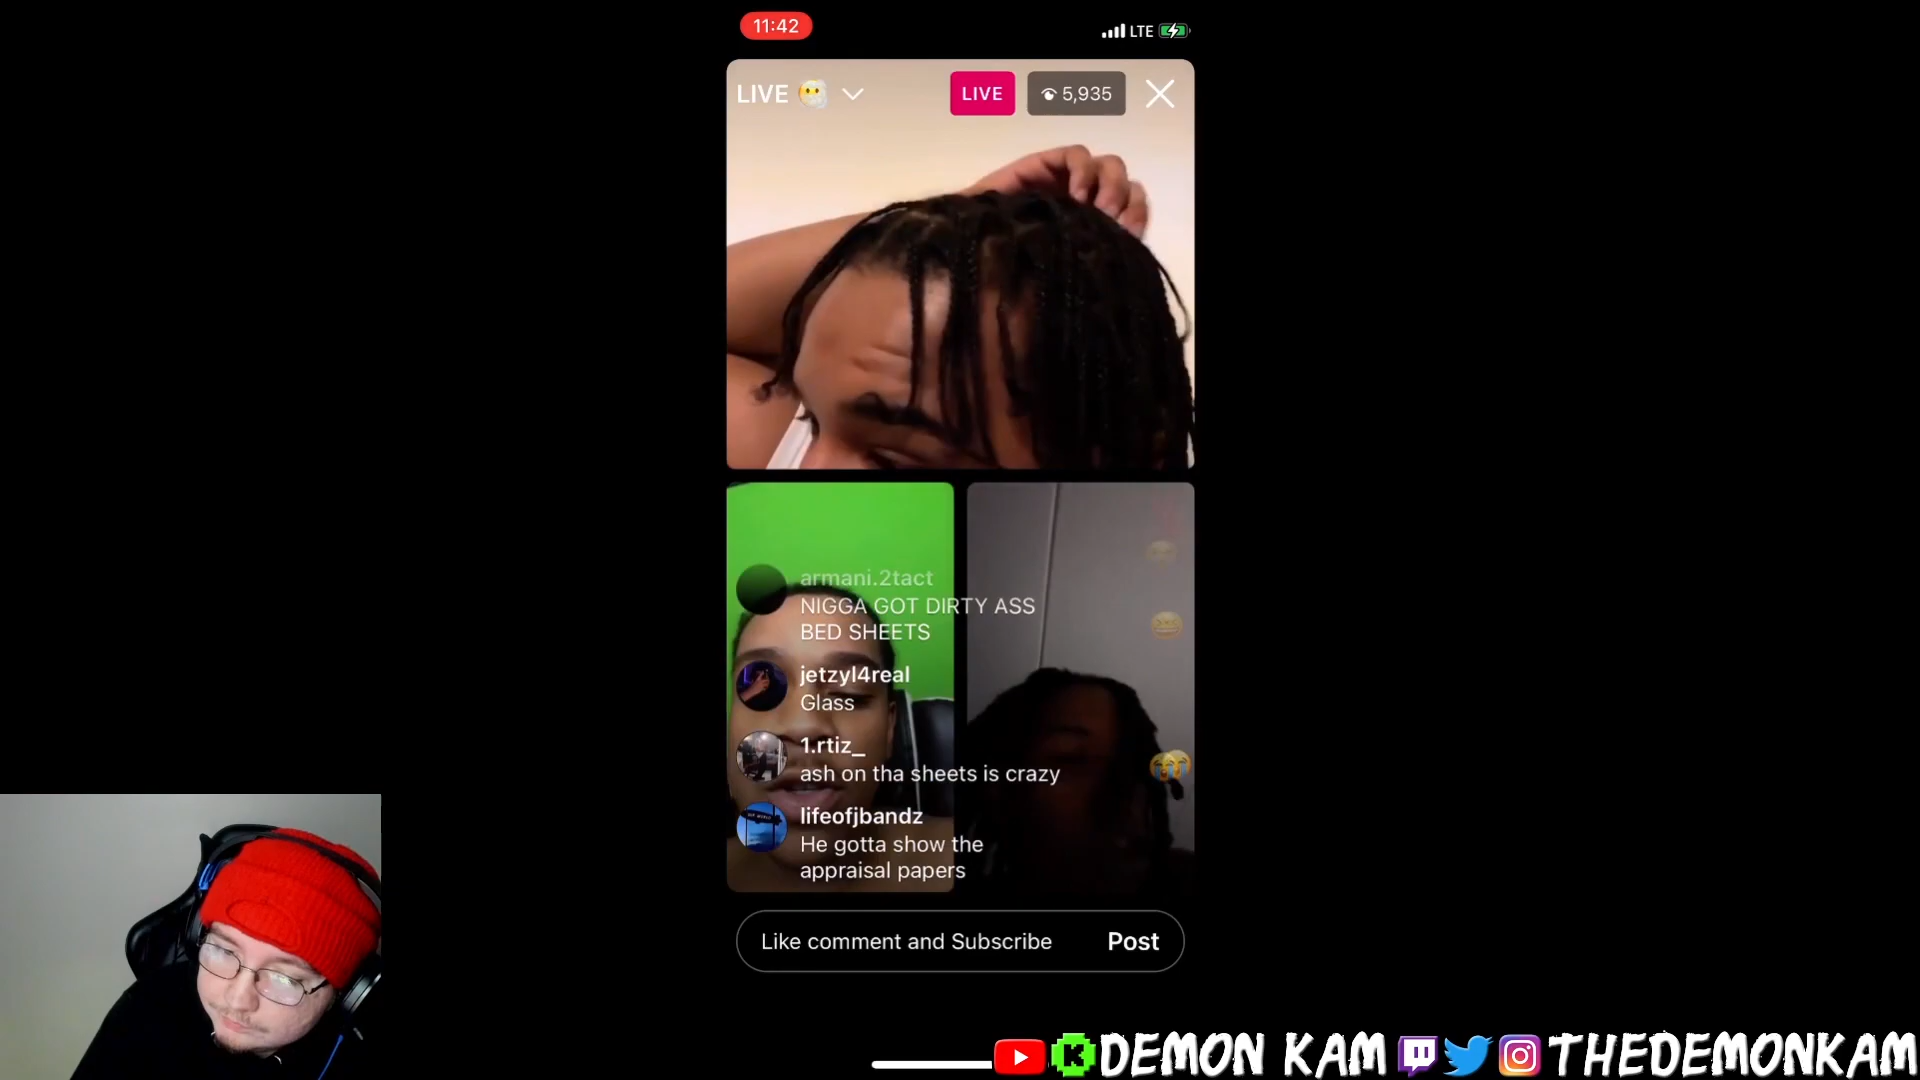 11:42
LTE
LIVE
LIVE
5,935
armani.2tact
NIGGA GOT DIRTY ASS
BED SHEETS
jetzyl4real
Glass
1.rtiz_
ash on tha sheets is crazy
lifeofjbandz
He gotta show the
appraisal papers
Like comment and Subscribe
Post
K DEMON KAM THEDEMONKAM